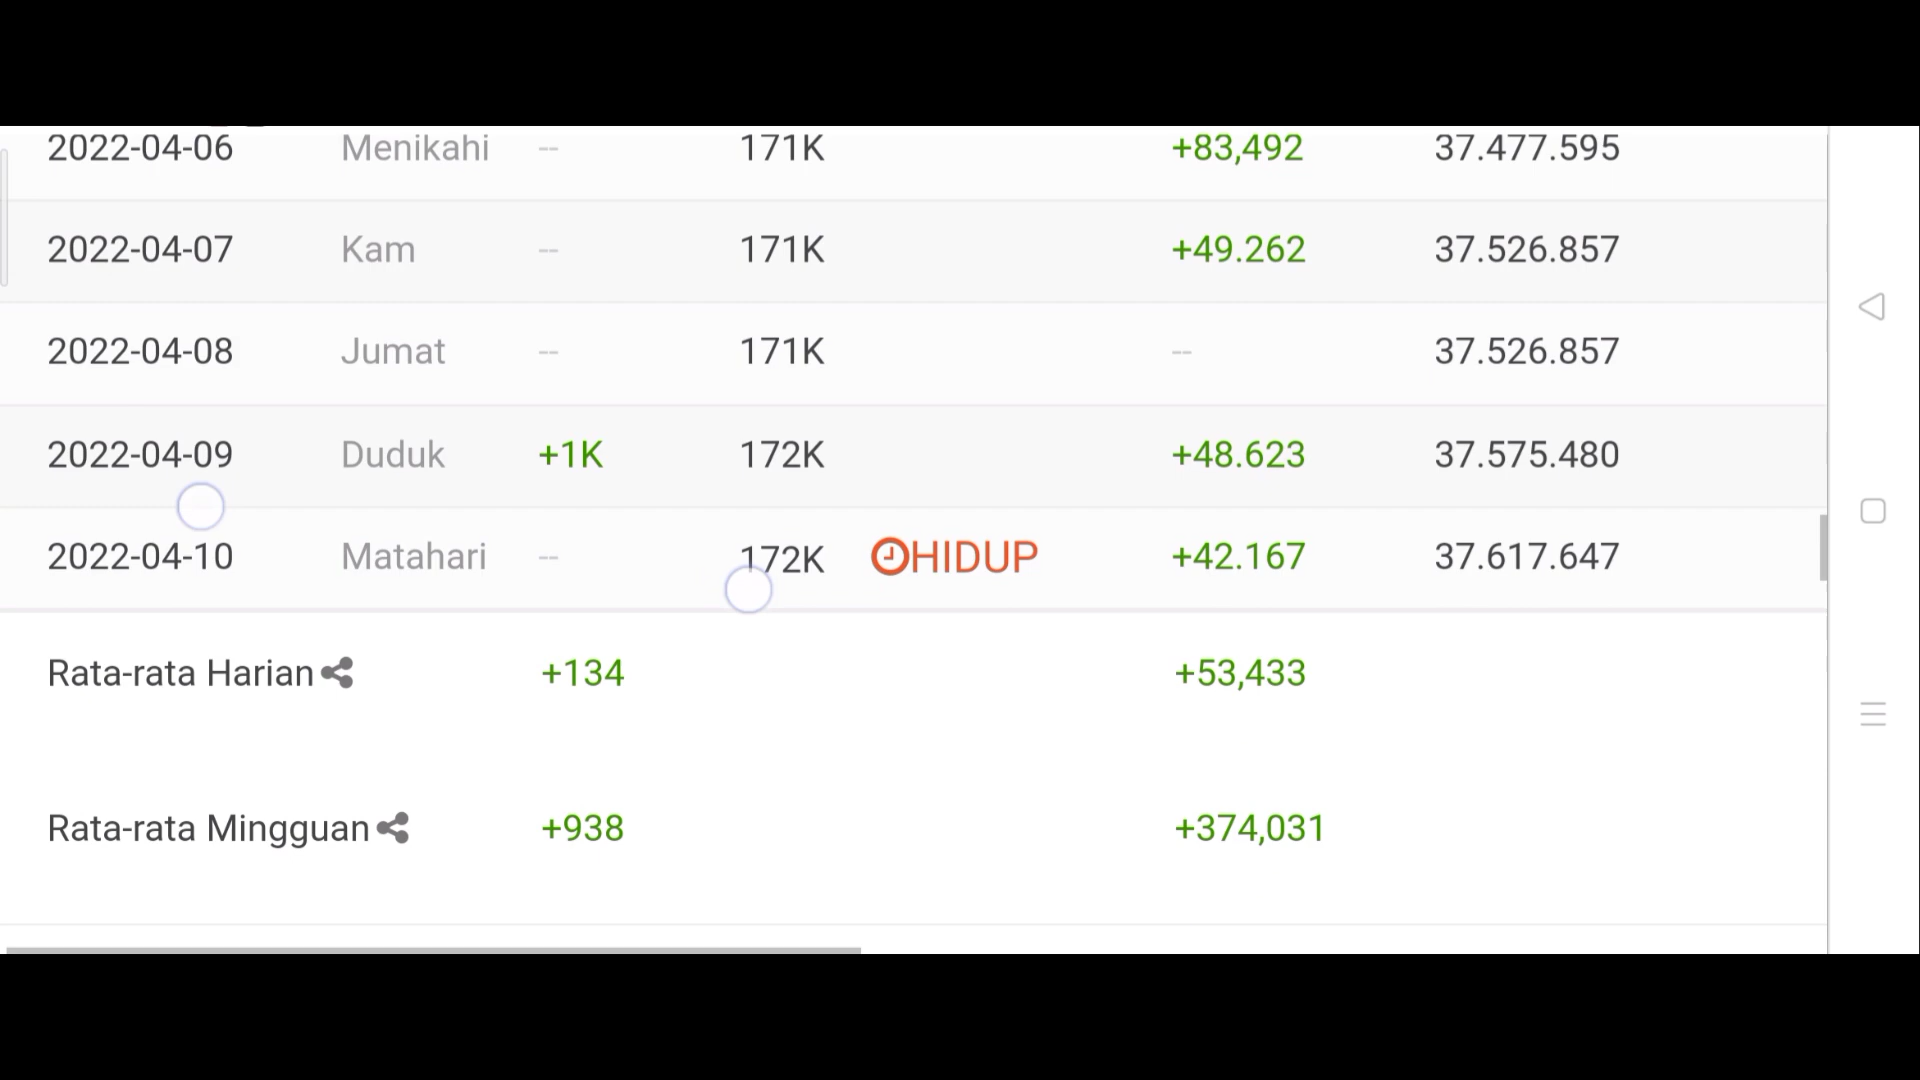 2022-04-06 Menikahi -- 171K +83,492 37.477.595
2022-04-07 Kam -- 171K +49.262 37.526.857
2022-04-08 Jumat -- 171K -- 37.526.857
2022-04-09 Duduk +1K 172K +48.623 37.575.480
2022-04-10 Matahari -- 172K HIDUP +42.167 37.617.647
Rata-rata Harian +134 +53,433
Rata-rata Mingguan +938 +374,031